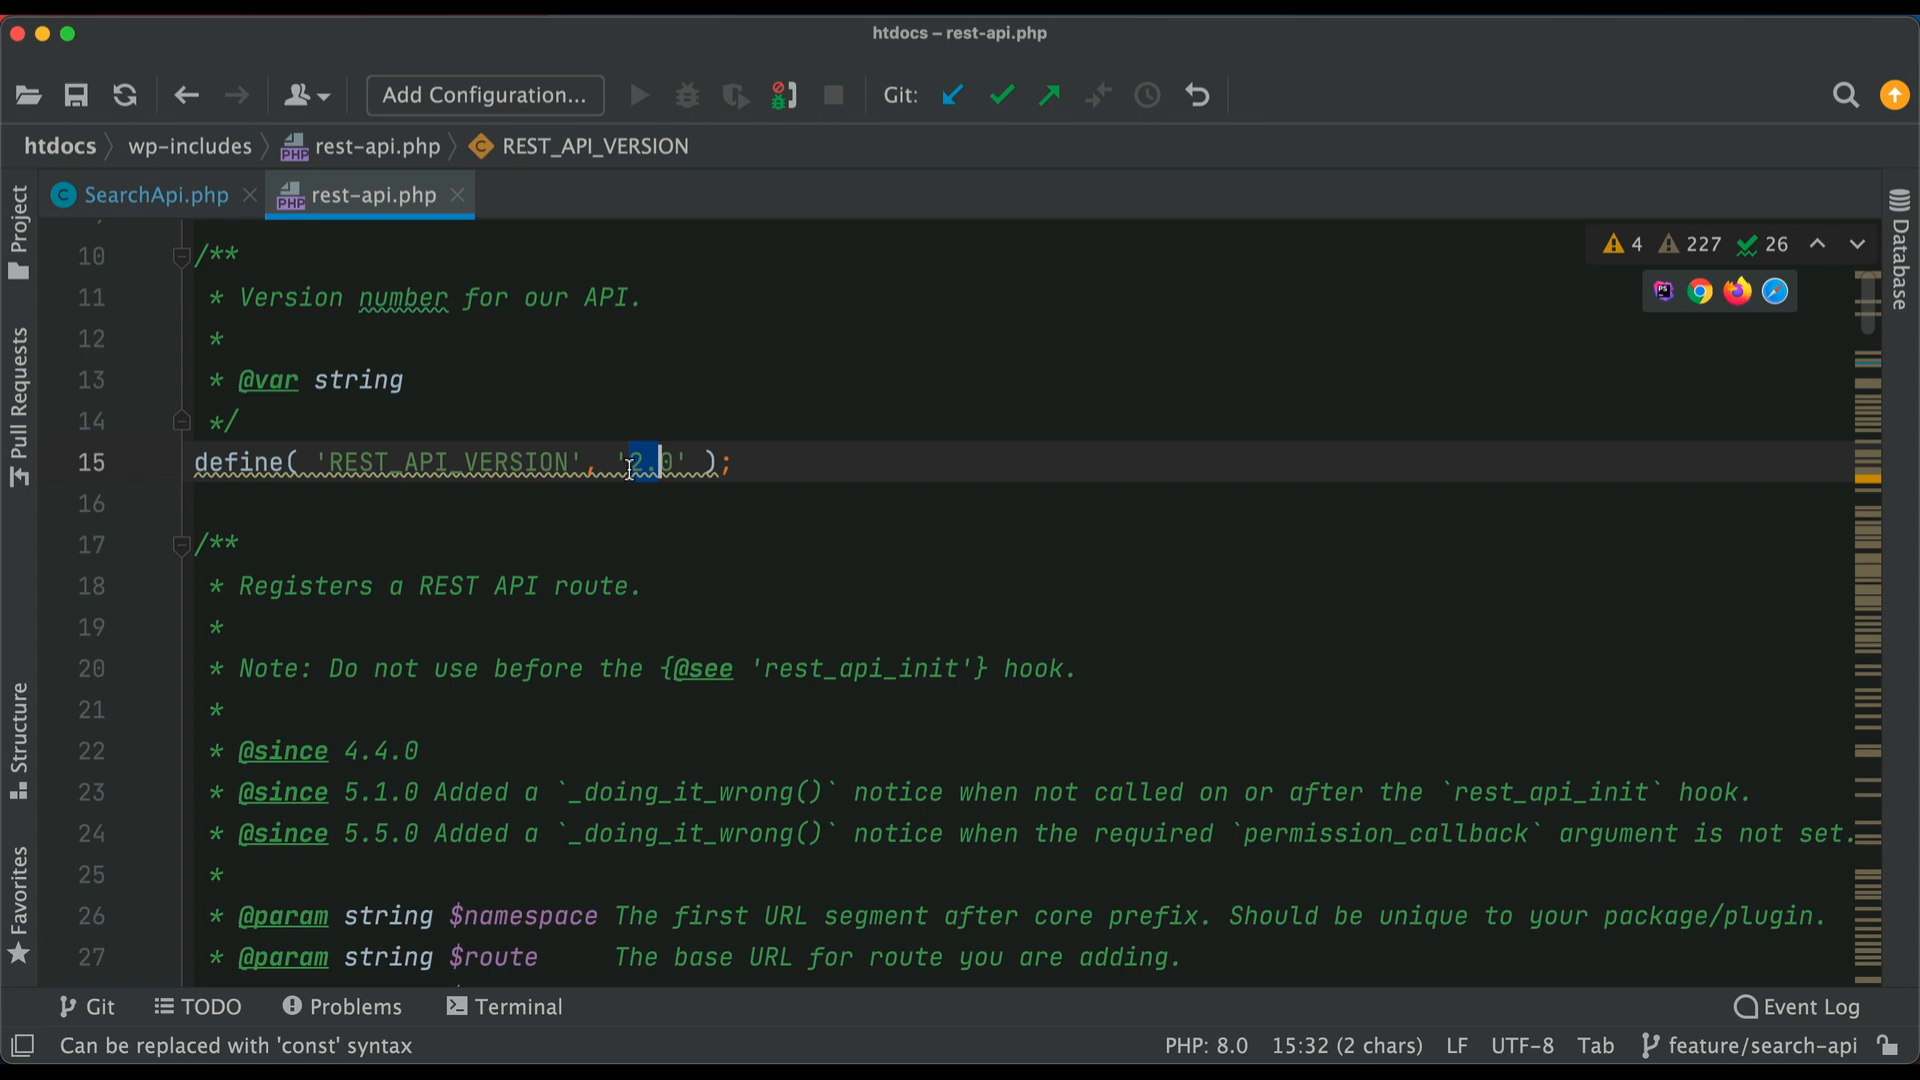 htdocs – rest-api.php
Add Configuration...
Git:
htdocs
wp-includes
PHP
rest-api.php
C
REST_API_VERSION
C
SearchApi.php
PHP
rest-api.php
4
227
26
PS
Project
Pull Requests
Structure
Favorites
Database
10 /**
11 * Version number for our API.
12 *
13 * @var string
14 */
15 define( 'REST_API_VERSION', '2.0' );
16
17 /**
18 * Registers a REST API route.
19 *
20 * Note: Do not use before the {@see 'rest_api_init'} hook.
21 *
22 * @since 4.4.0
23 * @since 5.1.0 Added a `_doing_it_wrong()` notice when not called on or after the `rest_api_init` hook.
24 * @since 5.5.0 Added a `_doing_it_wrong()` notice when the required `permission_callback` argument is not set.
25 *
26 * @param string $namespace The first URL segment after core prefix. Should be unique to your package/plugin.
27 * @param string $route The base URL for route you are adding.
Git
TODO
Problems
Terminal
Event Log
Can be replaced with 'const' syntax
PHP: 8.0
15:32 (2 chars)
LF
UTF-8
Tab
feature/search-api